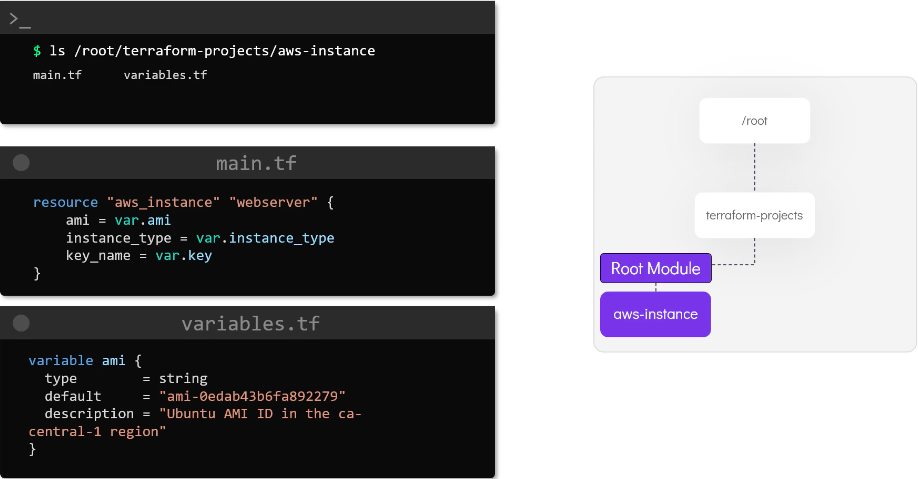 >_
$ ls /root/terraform-projects/aws-instance
main.tf variables.tf
main.tf
resource "aws_instance" "webserver" {
ami = var.ami
instance_type = var.instance_type
key_name = var.key
}
variables.tf
variable ami {
type = string
default = "ami-0edab43b6fa892279"
description = "Ubuntu AMI ID in the ca-
central-1 region"
}
/root
terraform-projects
Root Module
aws-instance